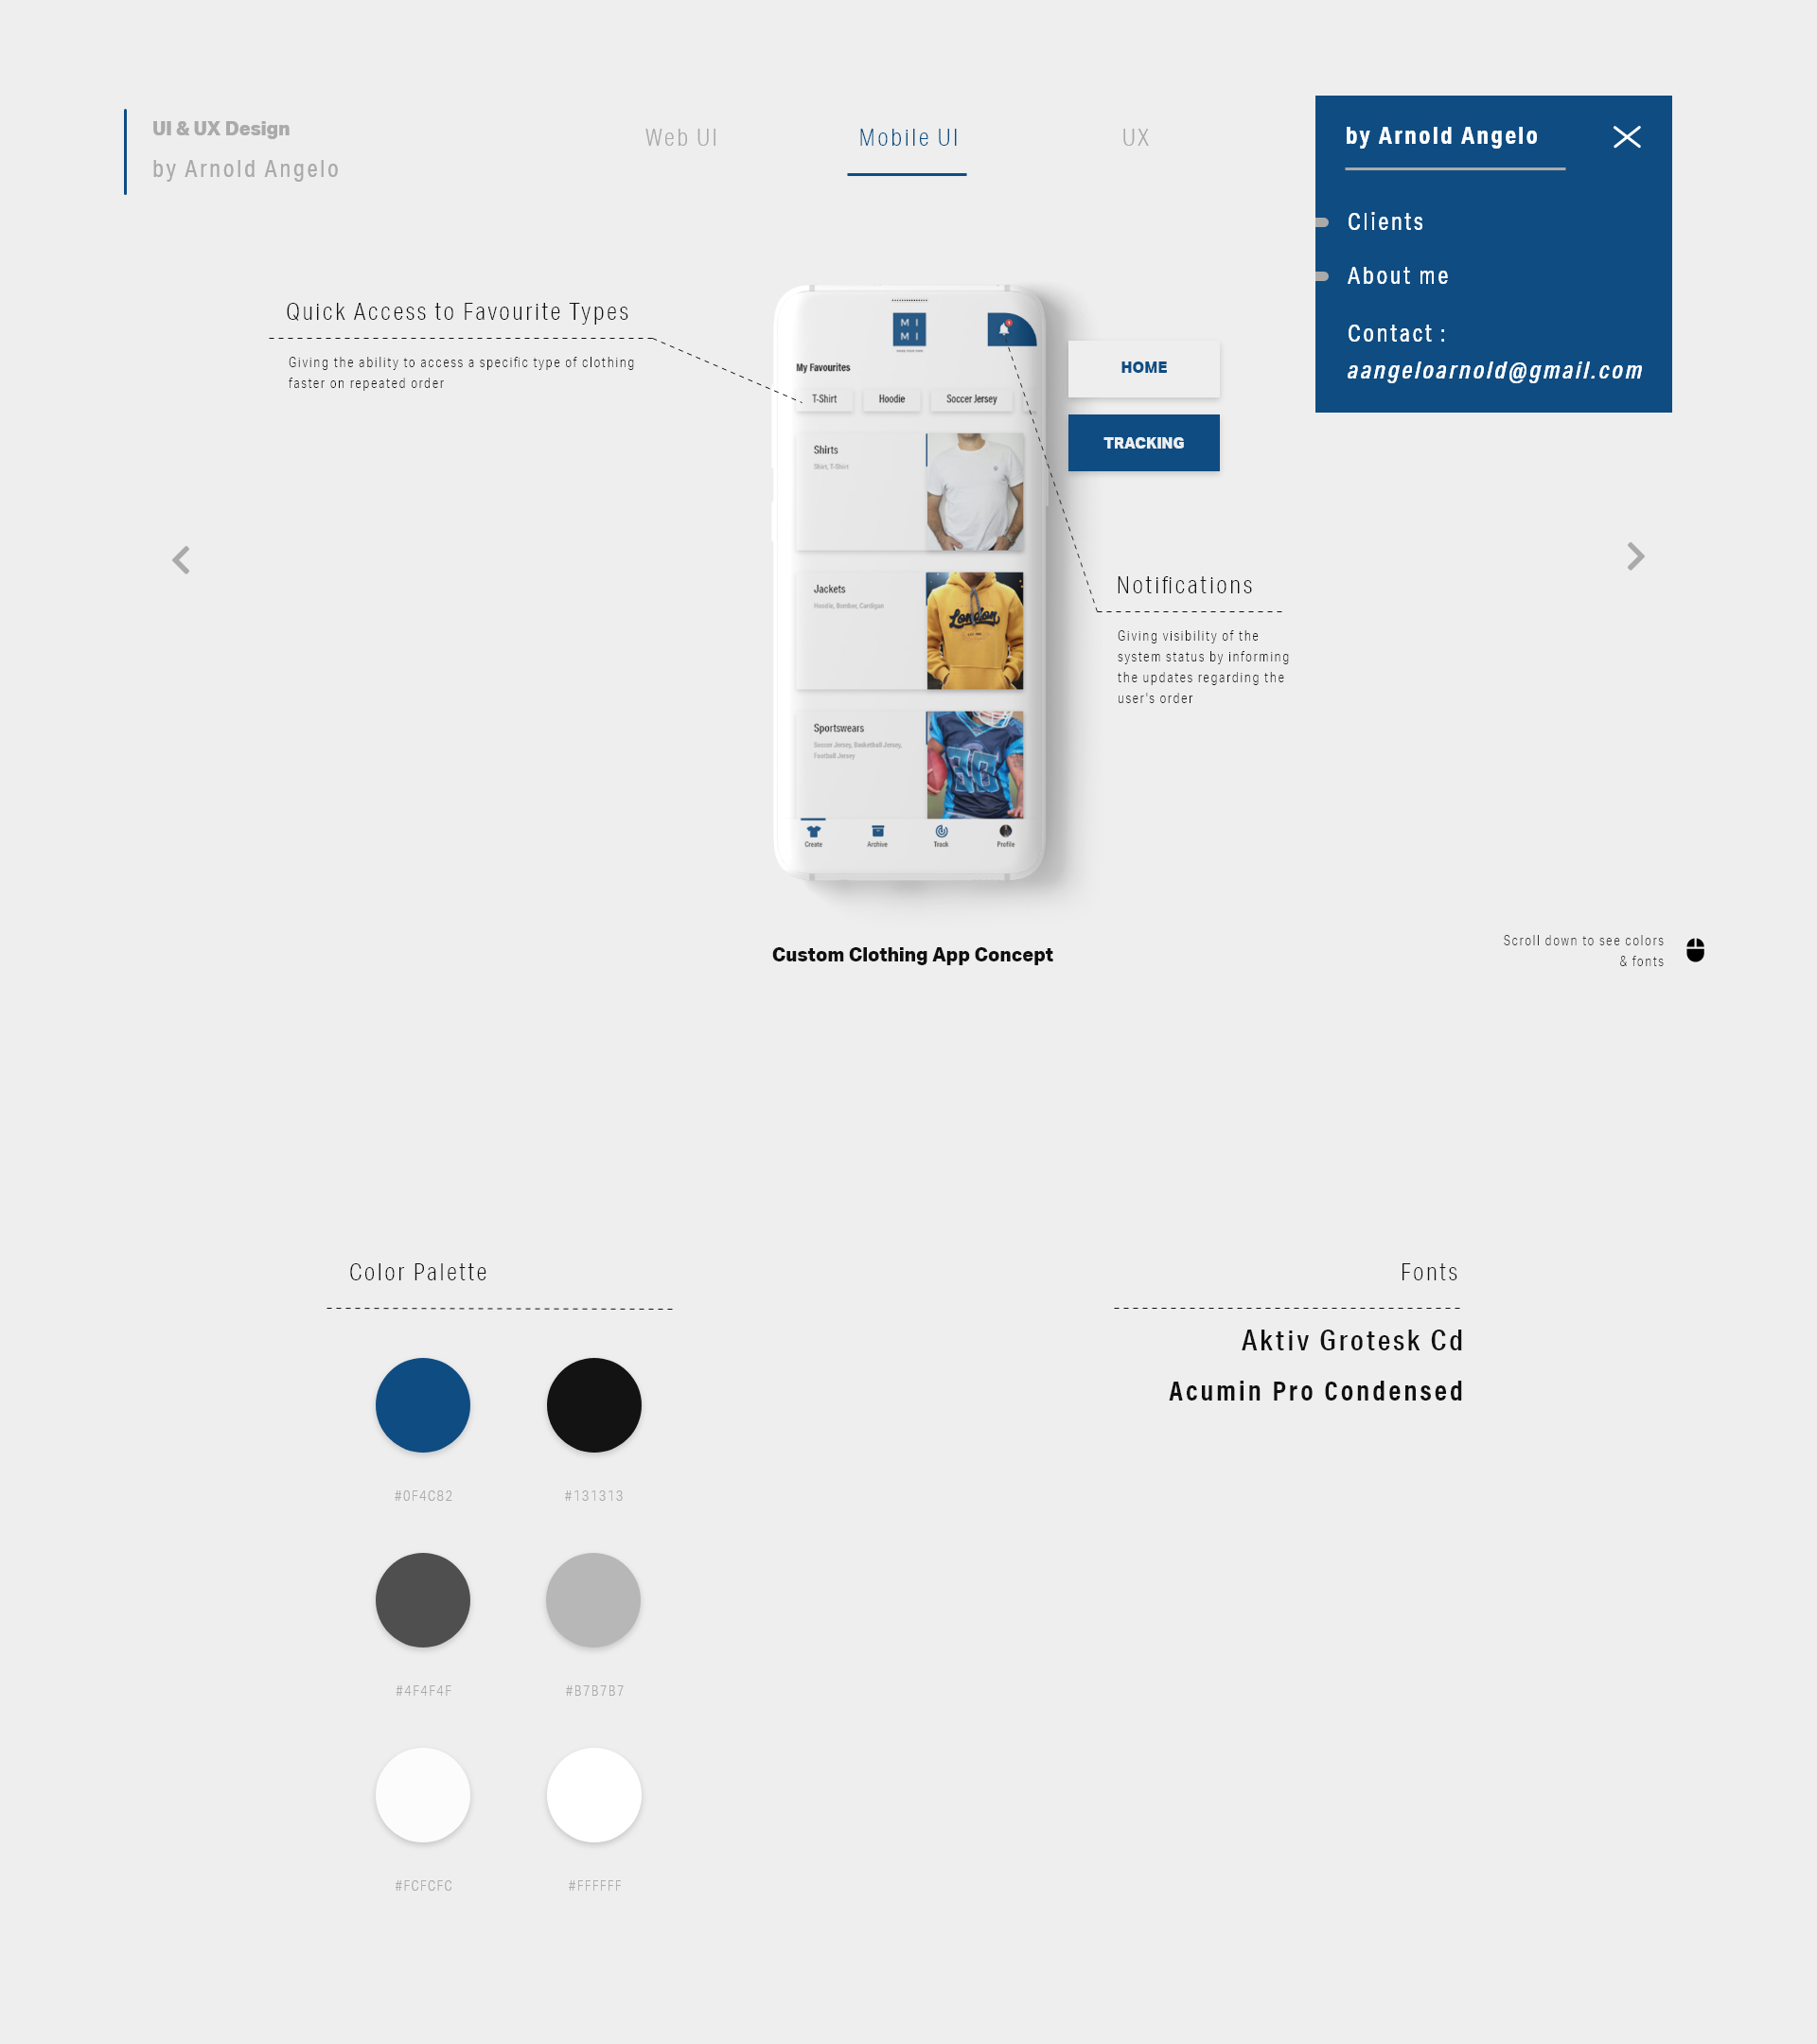 UI & UX Design
by Arnold Angelo
Web UI
Mobile UI
UX
by Arnold Angelo
Clients
About me
Contact :
aangeloarnold@gmail.com
Quick Access to Favourite Types
Giving the ability to access a specific type of clothing
faster on repeated order
M I
M I
My Favourites
T-Shirt
Hoodie
Soccer Jersey
Shirts
Shirt, T-Shirt
Jackets
Hoodie, Bomber, Cardigan
London
Sportswears
Soccer Jersey, Basketball Jersey,
Football Jersey
Create
Archive
Track
Profile
HOME
TRACKING
Notifications
Giving visibility of the
system status by informing
the updates regarding the
user's order
Custom Clothing App Concept
Scroll down to see colors
& fonts
Color Palette
#0F4C82
#131313
#4F4F4F
#B7B7B7
#FCFCFC
#FFFFFF
Fonts
Aktiv Grotesk Cd
Acumin Pro Condensed